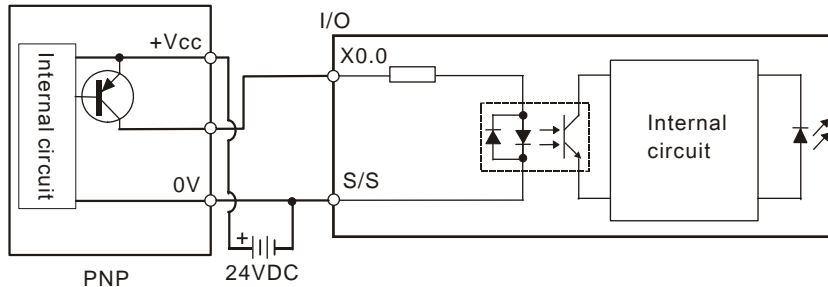 I/O
+Vcc
X0.0
Internal circuit
Internal
circuit
0V
S/S
+
24VDC
PNP